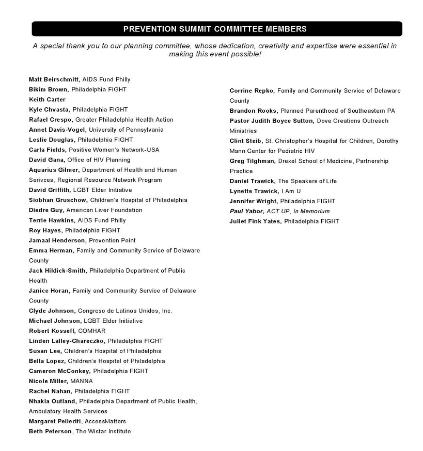 PREVENTION SUMMIT COMMITTEE MEMBERS
A special thank you to our planning committee, whose dedication, creativity and expertise were essential in
making this event possible!
Matt Beirschmitt, AIDS Fund Philly
Bikim Brown, Philadelphia FIGHT
Keith Carter
Kyle Chvasta, Philadelphia FIGHT
Rafael Crespo, Greater Philadelphia Health Action
Annet Davis-Vogel, University of Pennsylvania
Leslie Douglas, Philadelphia FIGHT
Carla Fields, Positive Women's Network-USA
David Gana, Office of HIV Planning
Aquarius Gilmer, Department of Health and Human
Services, Regional Resource Network Program
David Griffith, LGBT Elder Initiative
Siobhan Gruschow, Children's Hospital of Philadelphia
Diedre Guy, American Liver Foundation
Terrie Hawkins, AIDS Fund Philly
Roy Hayes, Philadelphia FIGHT
Jamaal Henderson, Prevention Point
Emma Herman, Family and Community Service of Delaware
County
Jack Hildick-Smith, Philadelphia Department of Public
Health
Janice Horan, Family and Community Service of Delaware
County
Clyde Johnson, Congreso de Latinos Unidos, Inc.
Michael Johnson, LGBT Elder Initiative
Robert Kossell, COMHAR
Linden Lalley-Chareczko, Philadelphia FIGHT
Susan Lee, Children's Hospital of Philadelphia
Bella Lopez, Children's Hospital of Philadelphia
Cameron McConkey, Philadelphia FIGHT
Nicole Miller, MANNA
Rachel Nahan, Philadelphia FIGHT
Nhakia Outland, Philadelphia Department of Public Health,
Ambulatory Health Services
Margaret Pelleriti, AccessMatters
Beth Peterson, The Wistar Institute
Corrine Repko, Family and Community Service of Delaware
County
Brandon Rooks, Planned Parenthood of Southeastern PA
Pastor Judith Boyce Sutton, Dove Creations Outreach
Ministries
Clint Steib, St. Christopher's Hospital for Children, Dorothy
Mann Center for Pediatric HIV
Greg Tilghman, Drexel School of Medicine, Partnership
Practice
Daniel Trawick, The Speakers of Life
Lynette Trawick, I Am U
Jennifer Wright, Philadelphia FIGHT
Paul Yabor, ACT UP, In Memorium
Juliet Fink Yates, Philadelphia FIGHT